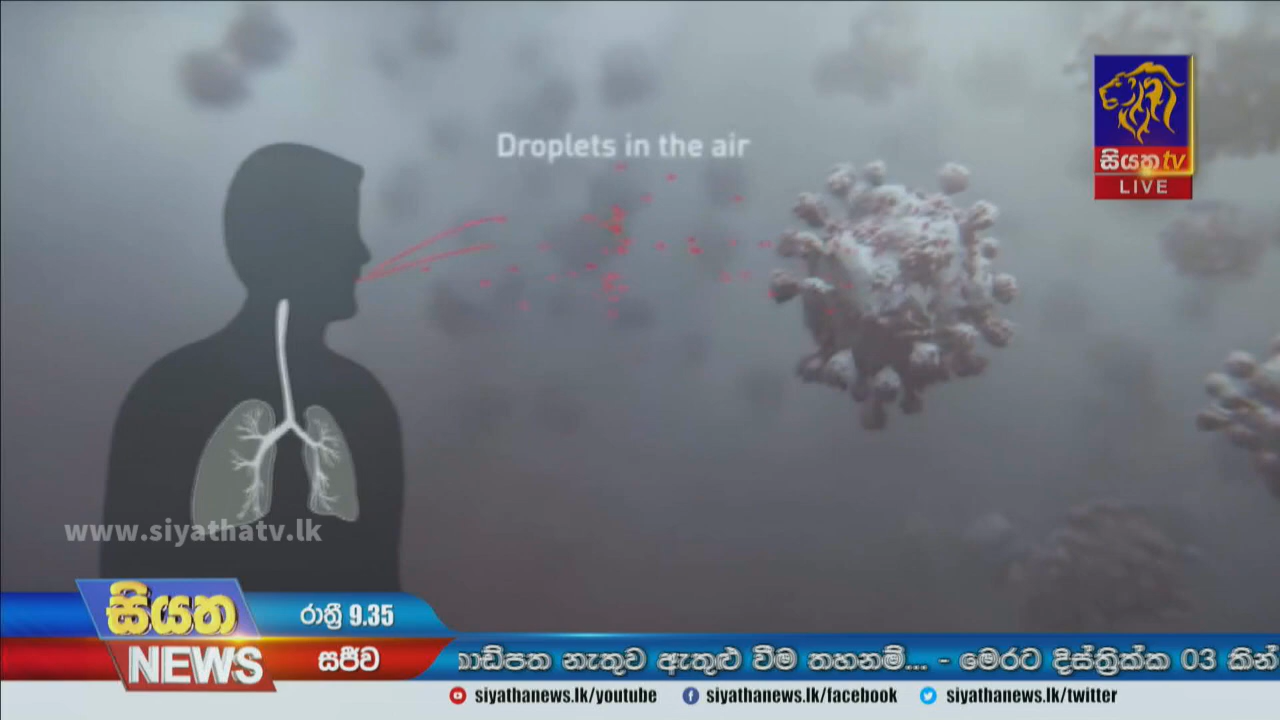 Droplets in the air
සියත tv
LIVE
www.siyathatv.lk
සියත
NEWS
රාත්‍රී 9.35
සජීව
නැතුව ඇතුළු වීම තහනම්... - මෙරට දිස්ත්‍රික්ක 03 කින්
siyathanews.lk/youtube
siyathanews.lk/facebook
siyathanews.lk/twitter